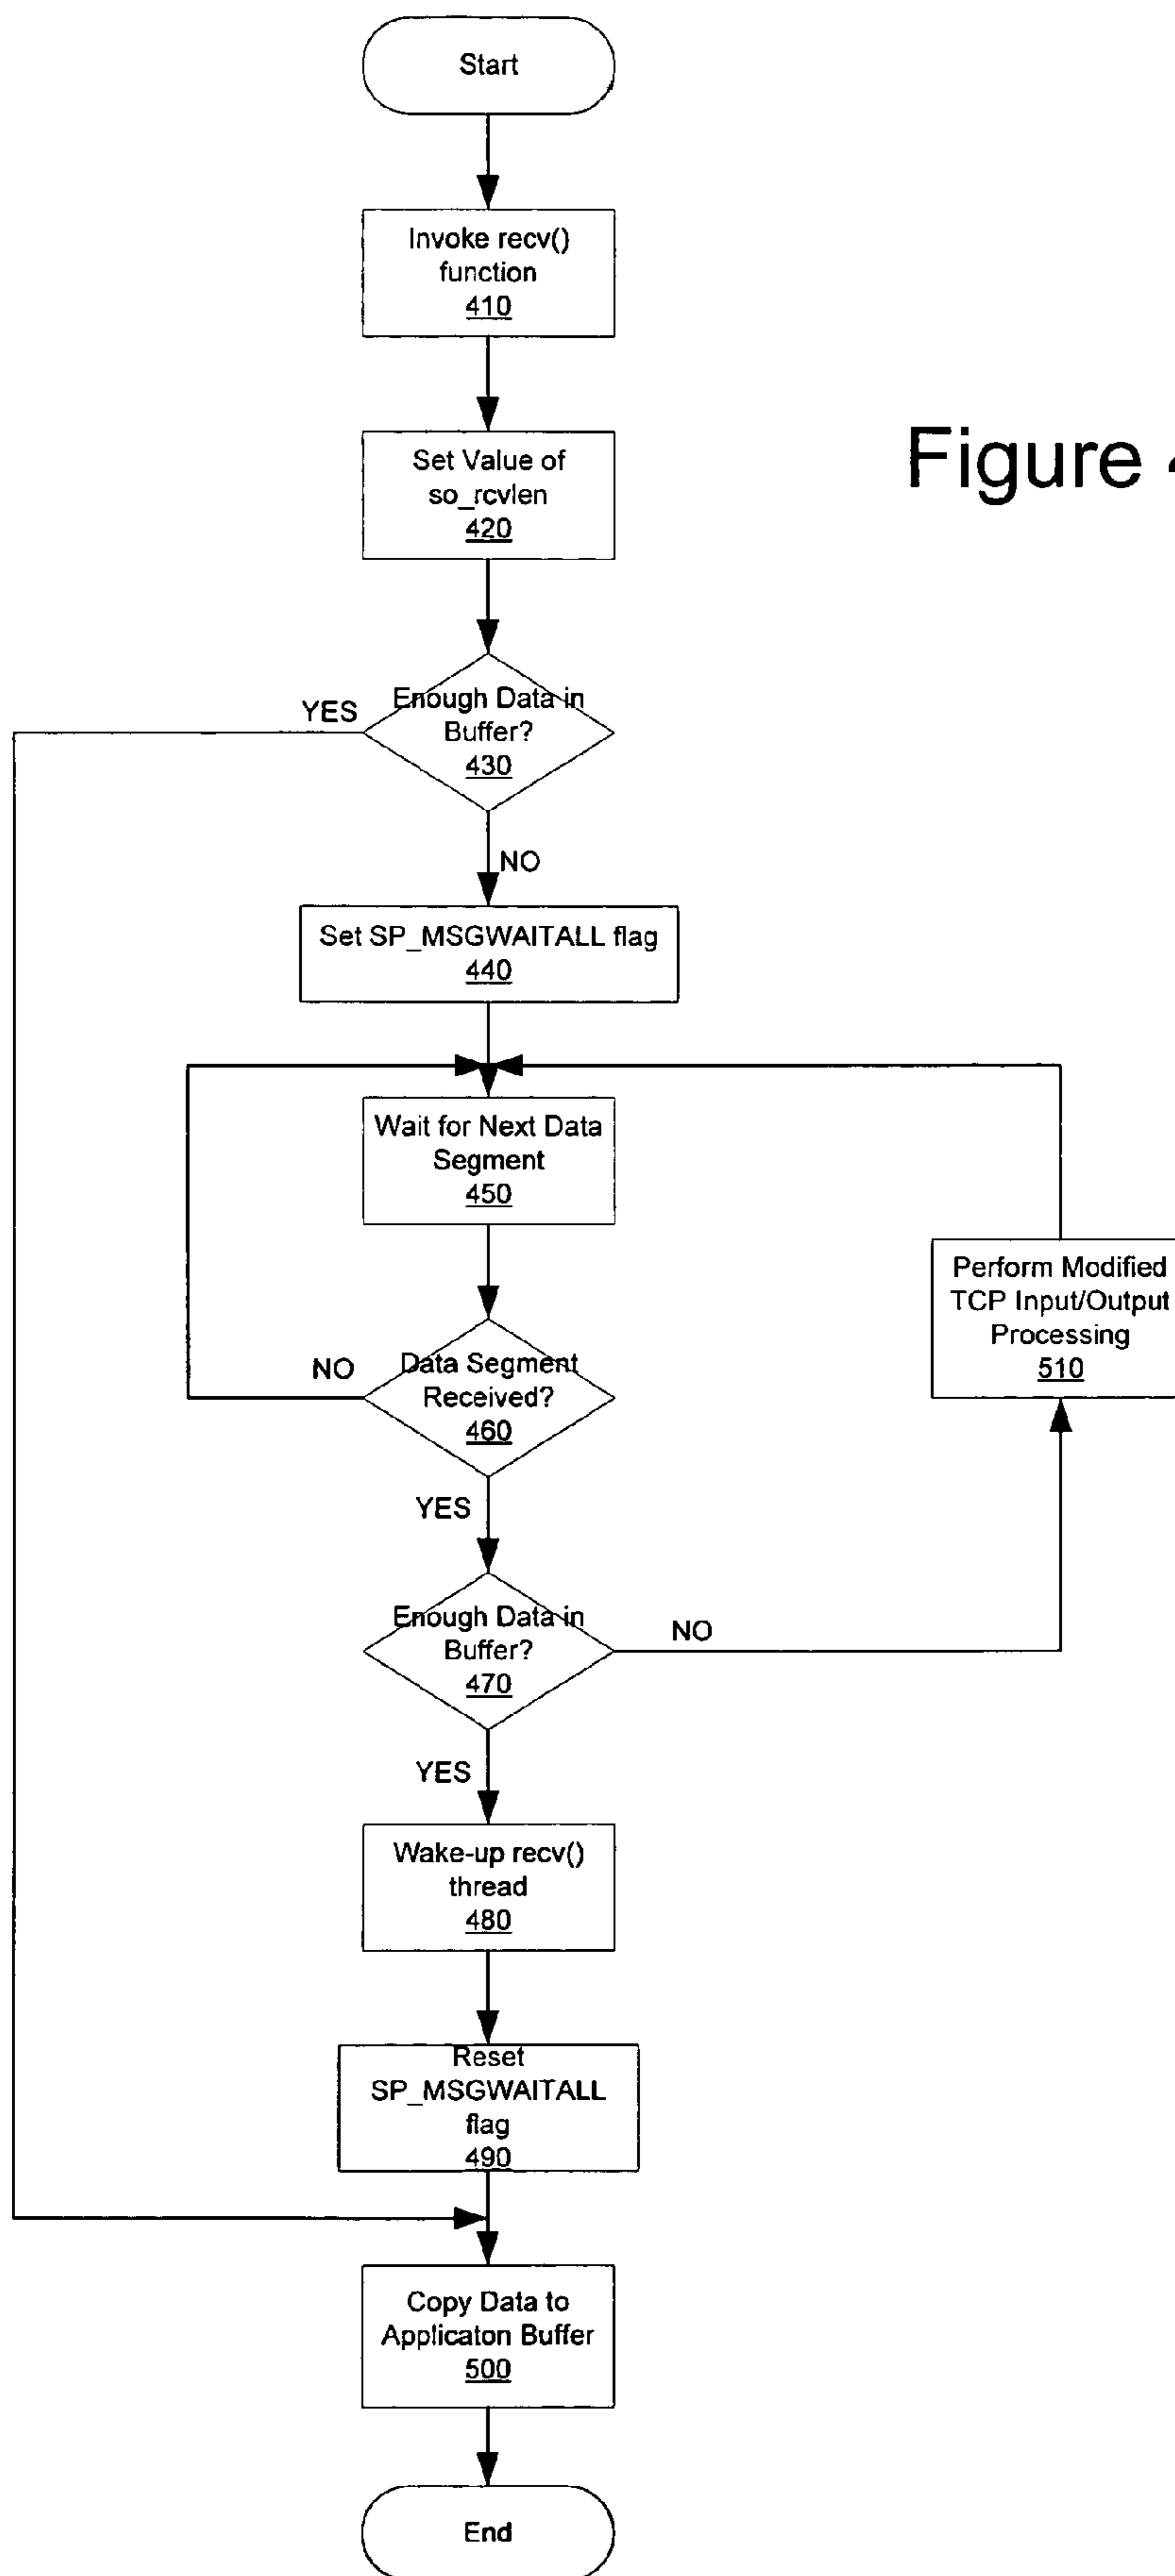 Start
Invoke recv()
function
410
Set Value of
so_rcvlen
420
Figure 4
Enough Data in
Buffer?
430
YES
NO
Set SP_MSGWAITALL flag
440
Wait for Next Data
Segment
450
Perform Modified
TCP Input/Output
Processing
510
Data Segment
Received?
460
NO
YES
Enough Data in
Buffer?
470
NO
YES
Wake-up recv()
thread
480
Reset
SP_MSGWAITALL
flag
490
Copy Data to
Applicaton Buffer
500
End